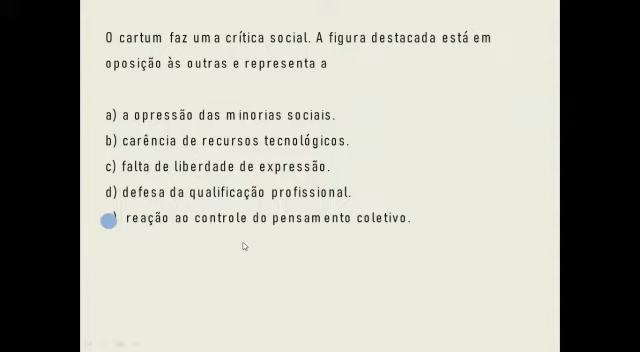 O cartum faz uma crítica social. A figura destacada está em
oposição às outras e representa a
a) a opressão das minorias sociais.
b) carência de recursos tecnológicos.
c) falta de liberdade de expressão.
d) defesa da qualificação profissional.
) reação ao controle do pensamento coletivo.